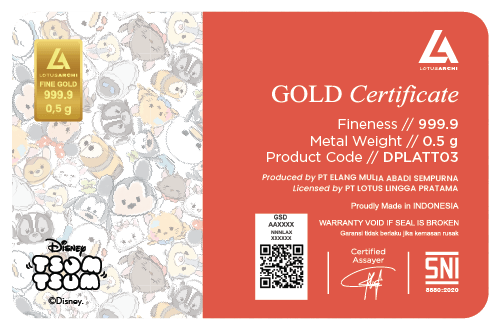 LOTUSARCHI
FINE GOLD
999.9
0,5 g
Disney
TSUM
TSUM
©Disney.
LOTUSARCHI
GOLD Certificate
Fineness // 999.9
Metal Weight // 0.5 g
Product Code // DPLATT03
Produced by PT ELANG MULIA ABADI SEMPURNA
Licensed by PT LOTUS LINGGA PRATAMA
Proudly Made in INDONESIA
WARRANTY VOID IF SEAL IS BROKEN
Garansi tidak berlaku jika kemasan rusak
GSD
AAXXXX
NNNLAX
XXXXXX
Certified
Assayer
SNI
8880:2020